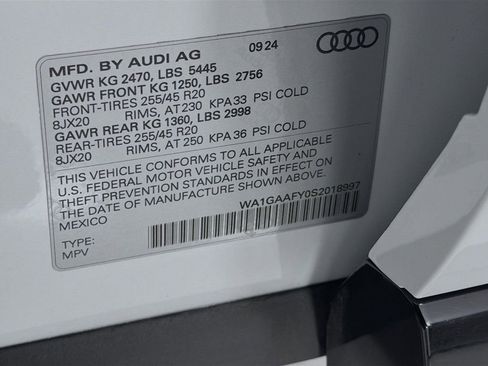 MFD. BY AUDI AG 09:24
GVWR KG 2470, LBS 5445
GAWR FRONT KG 1250, LBS 2756
FRONT-TIRES 255/45 R20
8JX20 RIMS, AT 230 KPA 33 PSI COLD
GAWR REAR KG 1360, LBS 2998
REAR-TIRES 255/45 R20
8JX20 RIMS, AT 250 KPA 36 PSI COLD
THIS VEHICLE CONFORMS TO ALL APPLICABLE
U.S. FEDERAL MOTOR VEHICLE SAFETY AND
THEFT PREVENTION STANDARDS IN EFFECT ON
THE DATE OF MANUFACTURE SHOWN ABOVE.
MEXICO
WA1GAAFY0S2018997
TYPE:
MPV